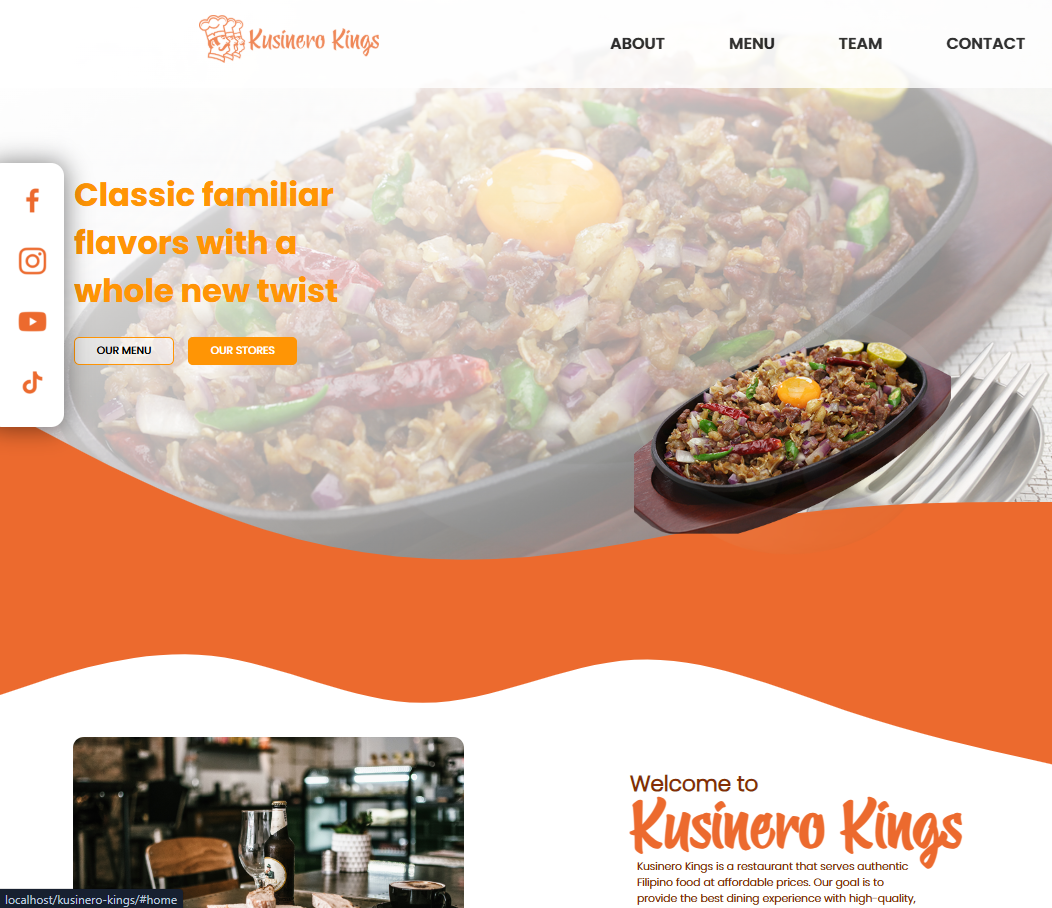 Kusinero Kings
ABOUT MENU TEAM CONTACT
Classic familiar
flavors with a
whole new twist
OUR MENU OUR STORES
Welcome to
Kusinero Kings
Kusinero Kings is a restaurant that serves authentic
Filipino food at affordable prices. Our goal is to
provide the best dining experience with high-quality,
localhost/kusinero-kings/#home